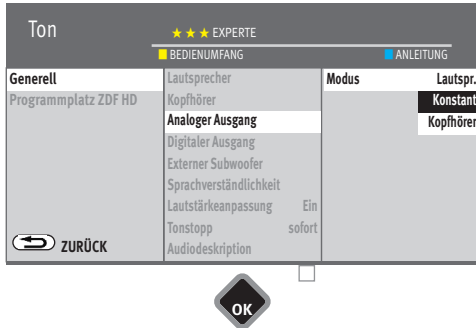 Ton
EXPERTE
BEDIENUMFANG
ANLEITUNG
Generell
Programmplatz ZDF HD
ZURÜCK
Lautsprecher
Kopfhörer
Analoger Ausgang
Digitaler Ausgang
Externer Subwoofer
Sprachverständlichkeit
Lautstärkeanpassung Ein
Tonstopp sofort
Audiodeskription
Modus Lautspr.
Konstant
Kopfhörer
OK